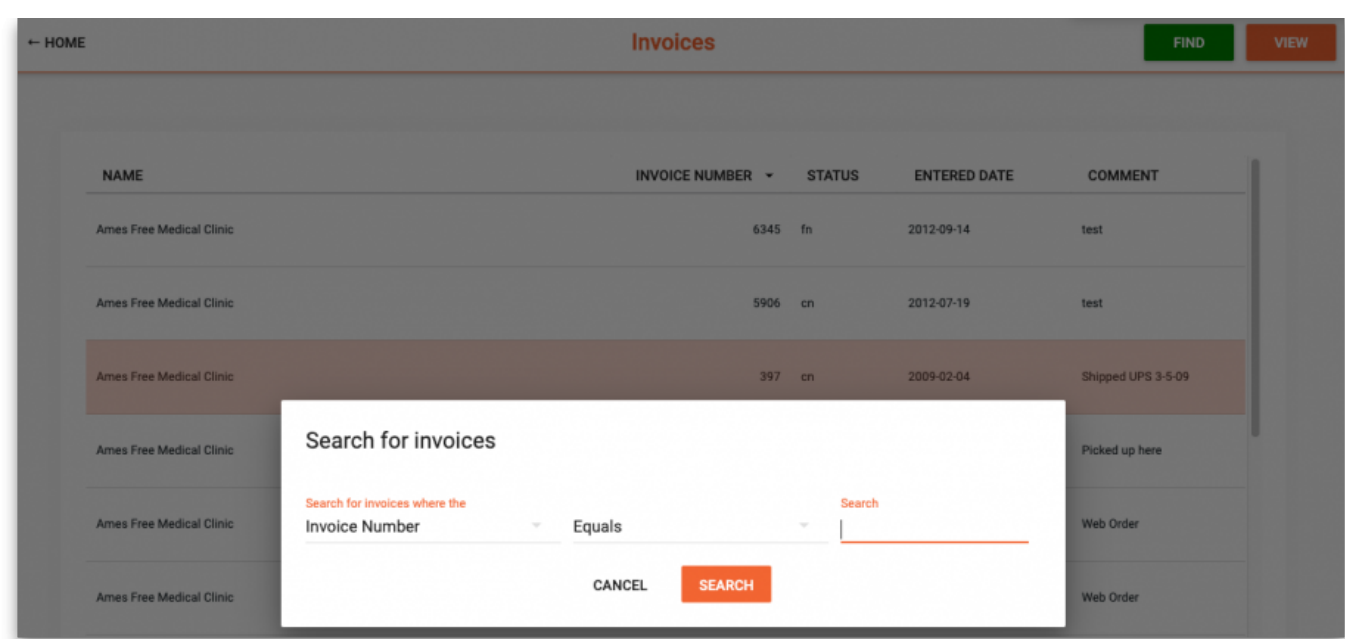 ← HOME Invoices FIND VIEW
NAME INVOICE NUMBER STATUS ENTERED DATE COMMENT
Ames Free Medical Clinic 6345 fn 2012-09-14 test
Ames Free Medical Clinic 5906 cn 2012-07-19 test
Ames Free Medical Clinic 397 cn 2009-02-04 Shipped UPS 3-5-09
Ames Free Medical Clinic Picked up here
Ames Free Medical Clinic Web Order
Ames Free Medical Clinic Web Order
Search for invoices
Search for invoices where the Search
Invoice Number Equals
CANCEL SEARCH